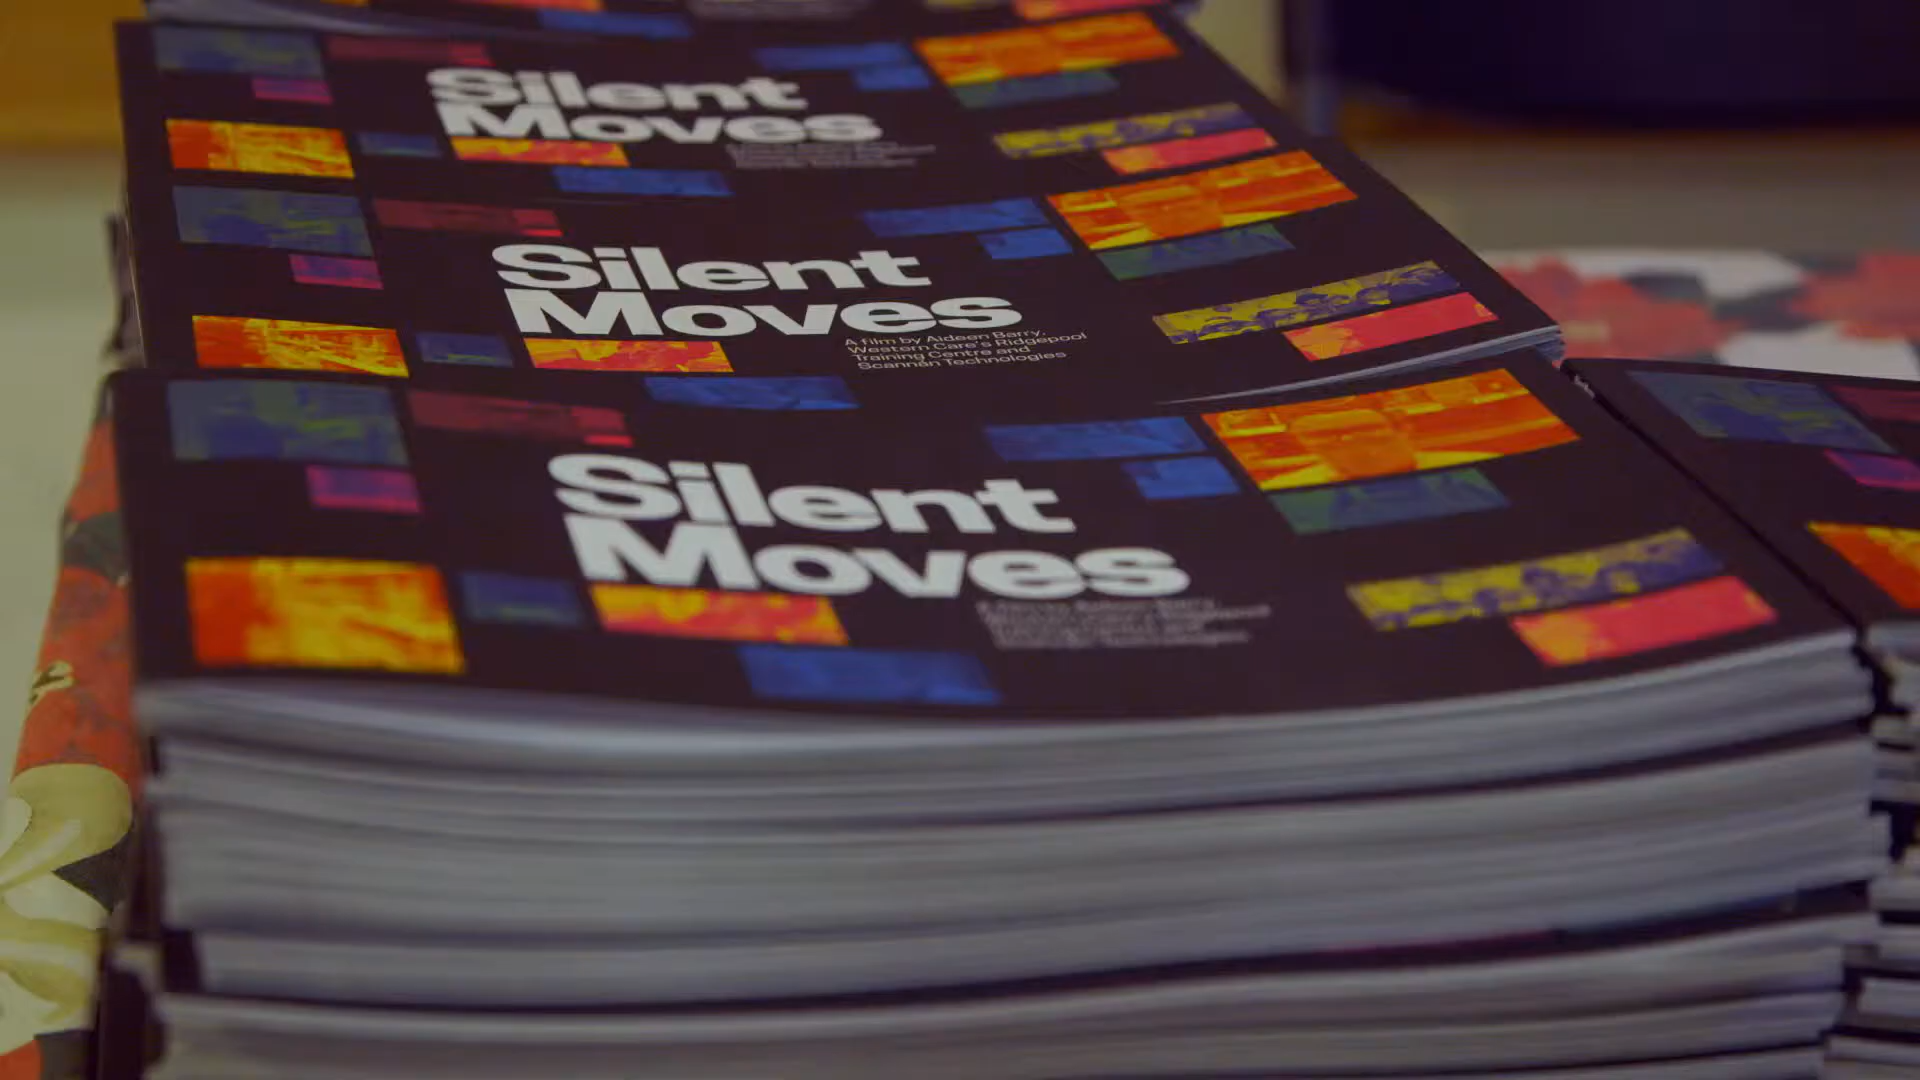 Silent
Moves
Silent
Moves
A film by Aideen Barry,
Western Care's Ridgepool
Training Centre and
Scannán Technologies
Silent
Moves